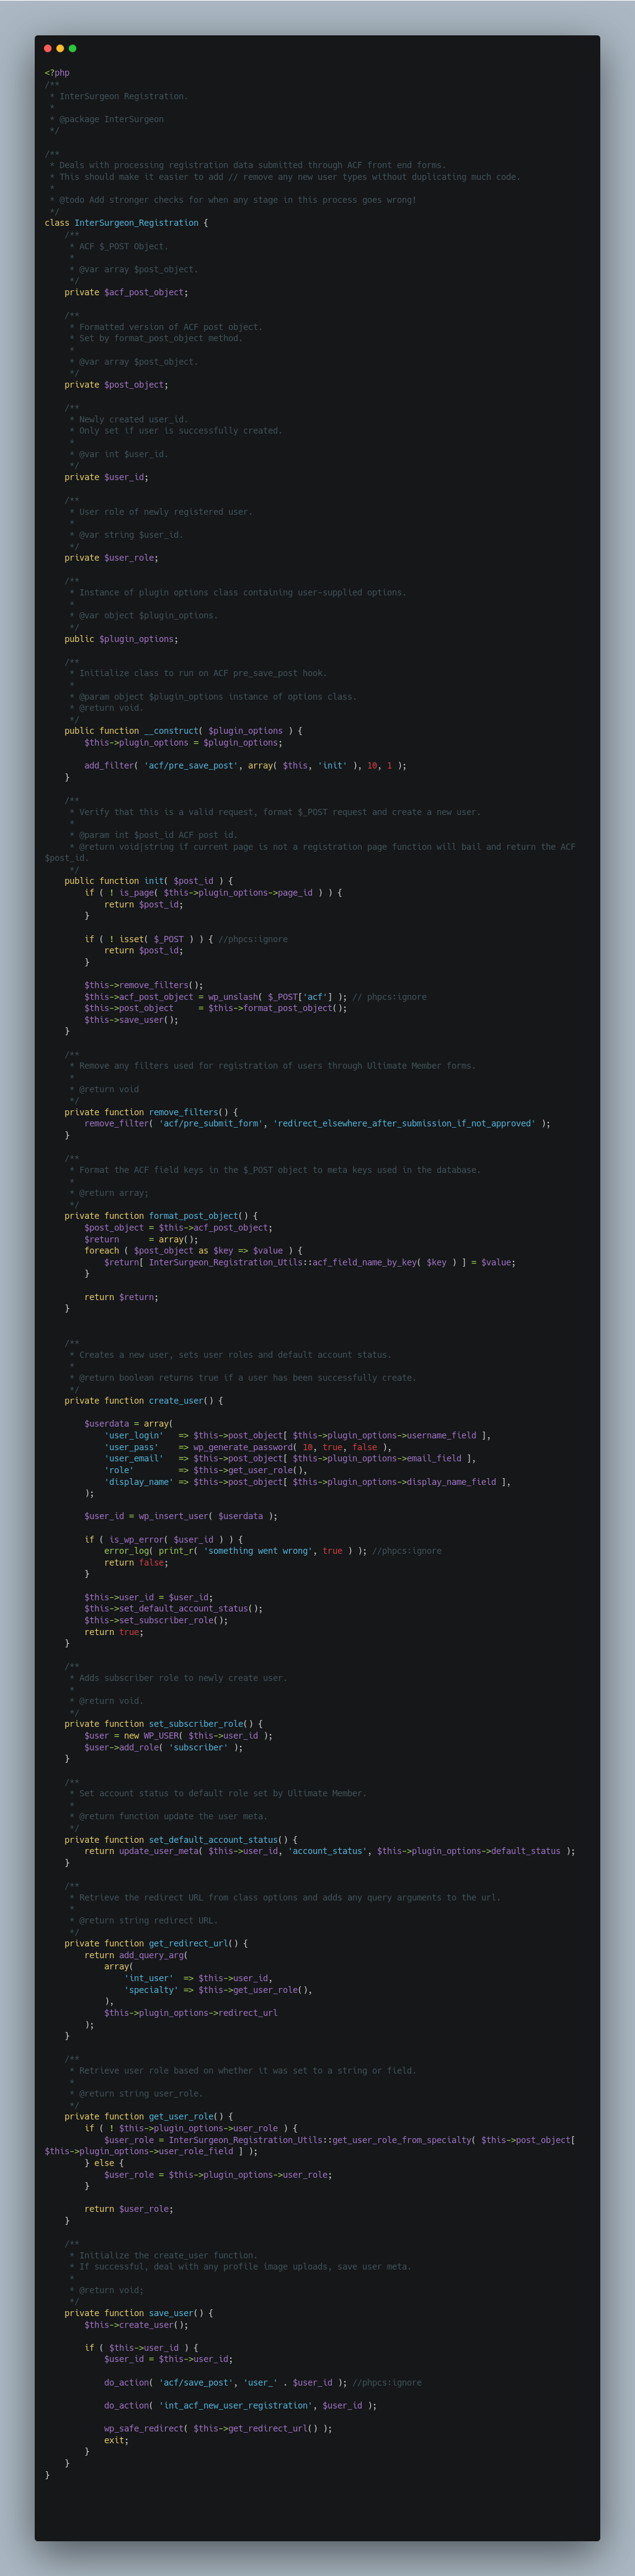 <?php
/**
 * InterSurgeon Registration.
 *
 * @package InterSurgeon
 */

/**
 * Deals with processing registration data submitted through ACF front end forms.
 * This should make it easier to add // remove any new user types without duplicating much code.
 *
 * @todo Add stronger checks for when any stage in this process goes wrong!
 */
class InterSurgeon_Registration {
    /**
     * ACF $_POST Object.
     *
     * @var array $post_object.
     */
    private $acf_post_object;

    /**
     * Formatted version of ACF post object.
     * Set by format_post_object method.
     *
     * @var array $post_object.
     */
    private $post_object;

    /**
     * Newly created user_id.
     * Only set if user is successfully created.
     *
     * @var int $user_id.
     */
    private $user_id;

    /**
     * User role of newly registered user.
     *
     * @var string $user_id.
     */
    private $user_role;

    /**
     * Instance of plugin options class containing user-supplied options.
     *
     * @var object $plugin_options.
     */
    public $plugin_options;

    /**
     * Initialize class to run on ACF pre_save_post hook.
     *
     * @param object $plugin_options instance of options class.
     * @return void.
     */
    public function __construct( $plugin_options ) {
        $this->plugin_options = $plugin_options;

        add_filter( 'acf/pre_save_post', array( $this, 'init' ), 10, 1 );
    }

    /**
     * Verify that this is a valid request, format $_POST request and create a new user.
     *
     * @param int $post_id ACF post id.
     * @return void|string if current page is not a registration page function will bail and return the ACF
$post_id.
     */
    public function init( $post_id ) {
        if ( ! is_page( $this->plugin_options->page_id ) ) {
            return $post_id;
        }

        if ( ! isset( $_POST ) ) { //phpcs:ignore
            return $post_id;
        }

        $this->remove_filters();
        $this->acf_post_object = wp_unslash( $_POST['acf'] ); // phpcs:ignore
        $this->post_object     = $this->format_post_object();
        $this->save_user();
    }

    /**
     * Remove any filters used for registration of users through Ultimate Member forms.
     *
     * @return void
     */
    private function remove_filters() {
        remove_filter( 'acf/pre_submit_form', 'redirect_elsewhere_after_submission_if_not_approved' );
    }

    /**
     * Format the ACF field keys in the $_POST object to meta keys used in the database.
     *
     * @return array;
     */
    private function format_post_object() {
        $post_object = $this->acf_post_object;
        $return      = array();
        foreach ( $post_object as $key => $value ) {
            $return[ InterSurgeon_Registration_Utils::acf_field_name_by_key( $key ) ] = $value;
        }

        return $return;
    }


    /**
     * Creates a new user, sets user roles and default account status.
     *
     * @return boolean returns true if a user has been successfully create.
     */
    private function create_user() {

        $userdata = array(
            'user_login'   => $this->post_object[ $this->plugin_options->username_field ],
            'user_pass'    => wp_generate_password( 10, true, false ),
            'user_email'   => $this->post_object[ $this->plugin_options->email_field ],
            'role'         => $this->get_user_role(),
            'display_name' => $this->post_object[ $this->plugin_options->display_name_field ],
        );

        $user_id = wp_insert_user( $userdata );

        if ( is_wp_error( $user_id ) ) {
            error_log( print_r( 'something went wrong', true ) ); //phpcs:ignore
            return false;
        }

        $this->user_id = $user_id;
        $this->set_default_account_status();
        $this->set_subscriber_role();
        return true;
    }

    /**
     * Adds subscriber role to newly create user.
     *
     * @return void.
     */
    private function set_subscriber_role() {
        $user = new WP_USER( $this->user_id );
        $user->add_role( 'subscriber' );
    }

    /**
     * Set account status to default role set by Ultimate Member.
     *
     * @return function update the user meta.
     */
    private function set_default_account_status() {
        return update_user_meta( $this->user_id, 'account_status', $this->plugin_options->default_status );
    }

    /**
     * Retrieve the redirect URL from class options and adds any query arguments to the url.
     *
     * @return string redirect URL.
     */
    private function get_redirect_url() {
        return add_query_arg(
            array(
                'int_user'  => $this->user_id,
                'specialty' => $this->get_user_role(),
            ),
            $this->plugin_options->redirect_url
        );
    }

    /**
     * Retrieve user role based on whether it was set to a string or field.
     *
     * @return string user_role.
     */
    private function get_user_role() {
        if ( ! $this->plugin_options->user_role ) {
            $user_role = InterSurgeon_Registration_Utils::get_user_role_from_specialty( $this->post_object[
$this->plugin_options->user_role_field ] );
        } else {
            $user_role = $this->plugin_options->user_role;
        }

        return $user_role;
    }

    /**
     * Initialize the create_user function.
     * If successful, deal with any profile image uploads, save user meta.
     *
     * @return void;
     */
    private function save_user() {
        $this->create_user();

        if ( $this->user_id ) {
            $user_id = $this->user_id;

            do_action( 'acf/save_post', 'user_' . $user_id ); //phpcs:ignore

            do_action( 'int_acf_new_user_registration', $user_id );

            wp_safe_redirect( $this->get_redirect_url() );
            exit;
        }
    }
}